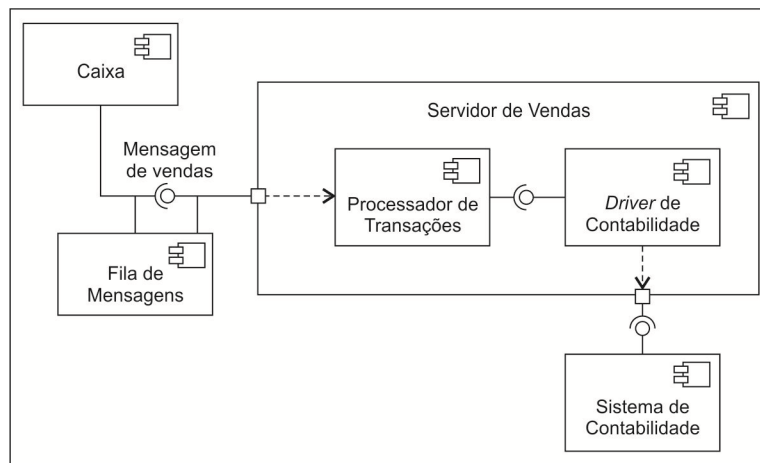 Caixa
Servidor de Vendas
Mensagem
de vendas
Processador de
Transações
Driver de
Contabilidade
Fila de
Mensagens
Sistema de
Contabilidade